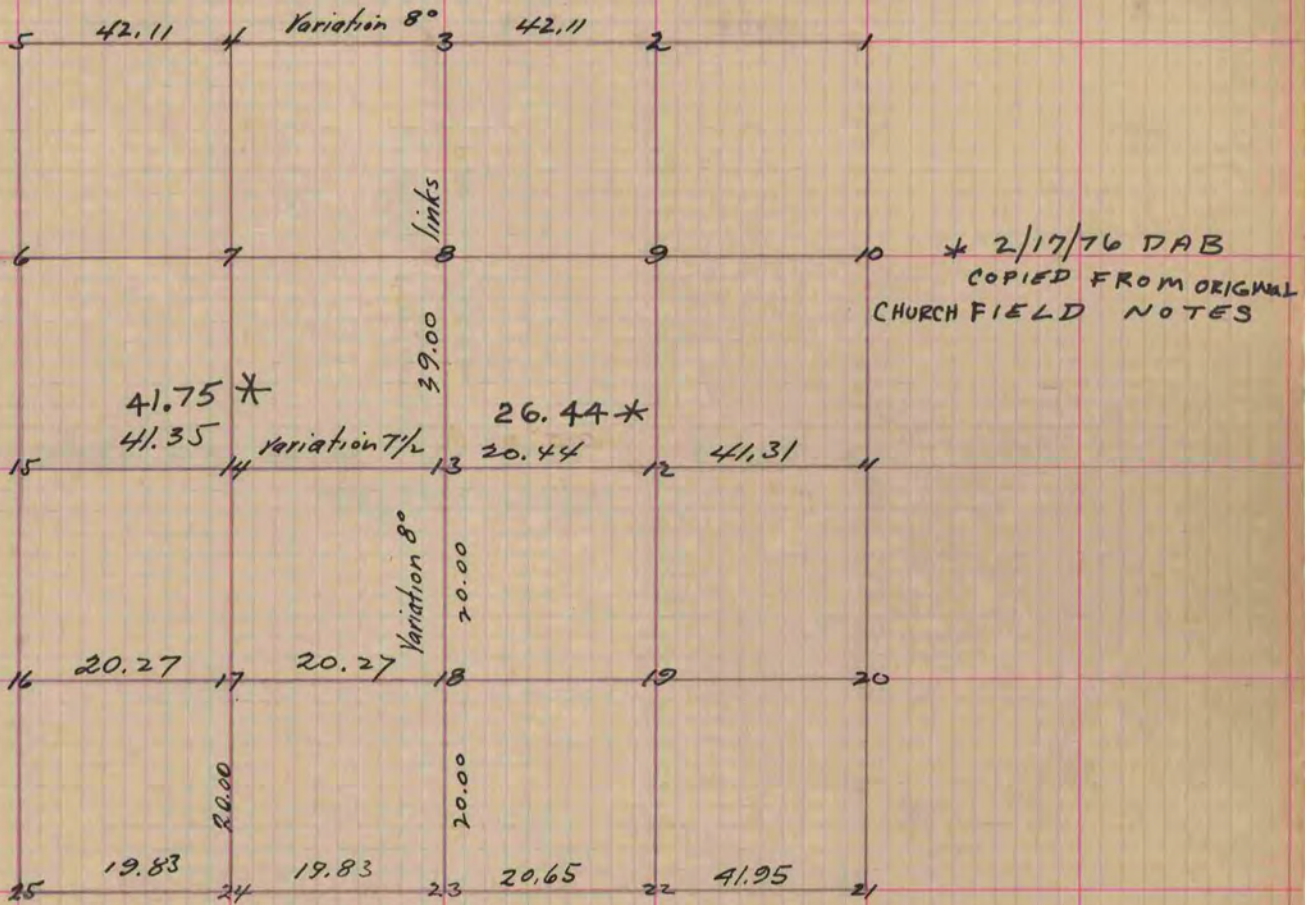 42.11 Variation 8° 42.11
5 4 3 2 1
links
6 7 8 9 10
* 2/17/76 DAB
COPIED FROM ORIGINAL
CHURCH FIELD NOTES
39.00
41.75 * 26.44 *
41.35 Variation 7½ 20.44 41.31
15 14 13 12 11
Variation 8° 20.00
20.27 20.27
16 17 18 19 20
20.00 20.00
19.83 19.83 20.65 41.95
25 24 23 22 21